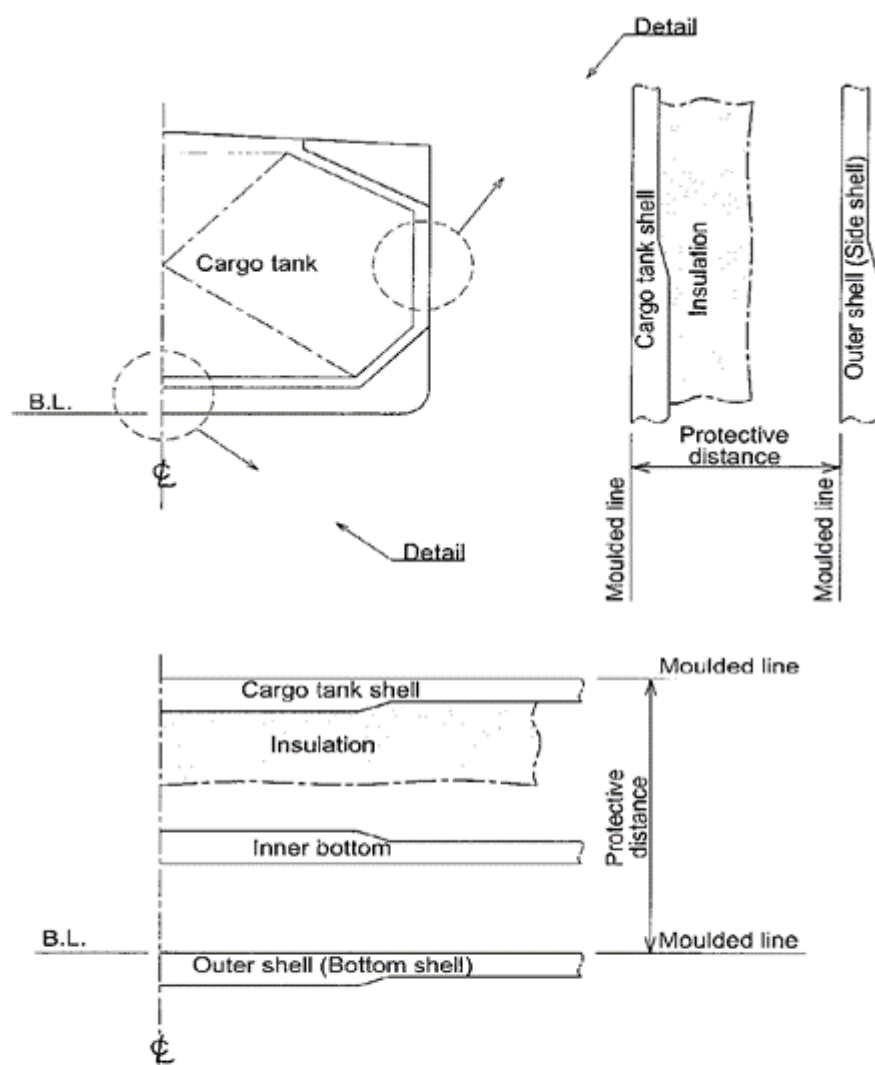 Detail
Cargo tank
B.L.
℄
Detail
Cargo tank shell
Insulation
Outer shell (Side shell)
Protective
distance
Moulded line
Moulded line
Moulded line
Cargo tank shell
Insulation
Protective
distance
Inner bottom
B.L.
Moulded line
Outer shell (Bottom shell)
℄